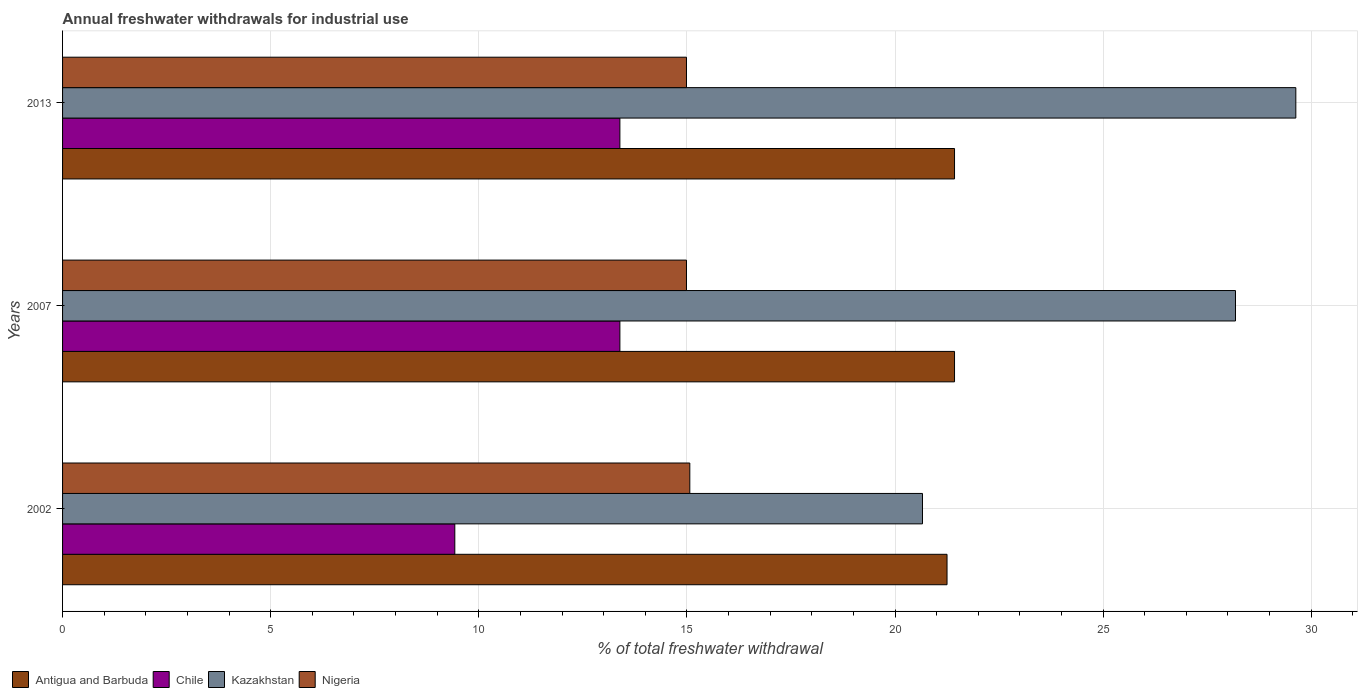 Annual freshwater withdrawals for industrial use
2013
2007
2002
Years
0
5
10
15
20
25
30
% of total freshwater withdrawal
Antigua and Barbuda
Chile
Kazakhstan
Nigeria